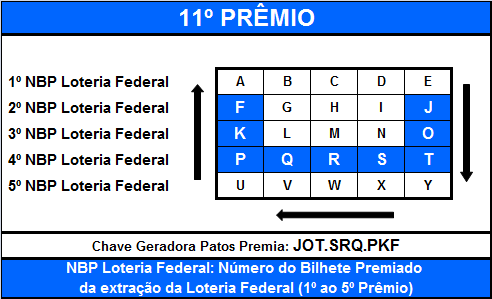 11º PRÊMIO
1º NBP Loteria Federal A B C D E
2º NBP Loteria Federal F G H I J
3º NBP Loteria Federal K L M N O
4º NBP Loteria Federal P Q R S T
5º NBP Loteria Federal U V W X Y
Chave Geradora Patos Premia: JOT.SRQ.PKF
NBP Loteria Federal: Número do Bilhete Premiado
da extração da Loteria Federal (1º ao 5º Prêmio)